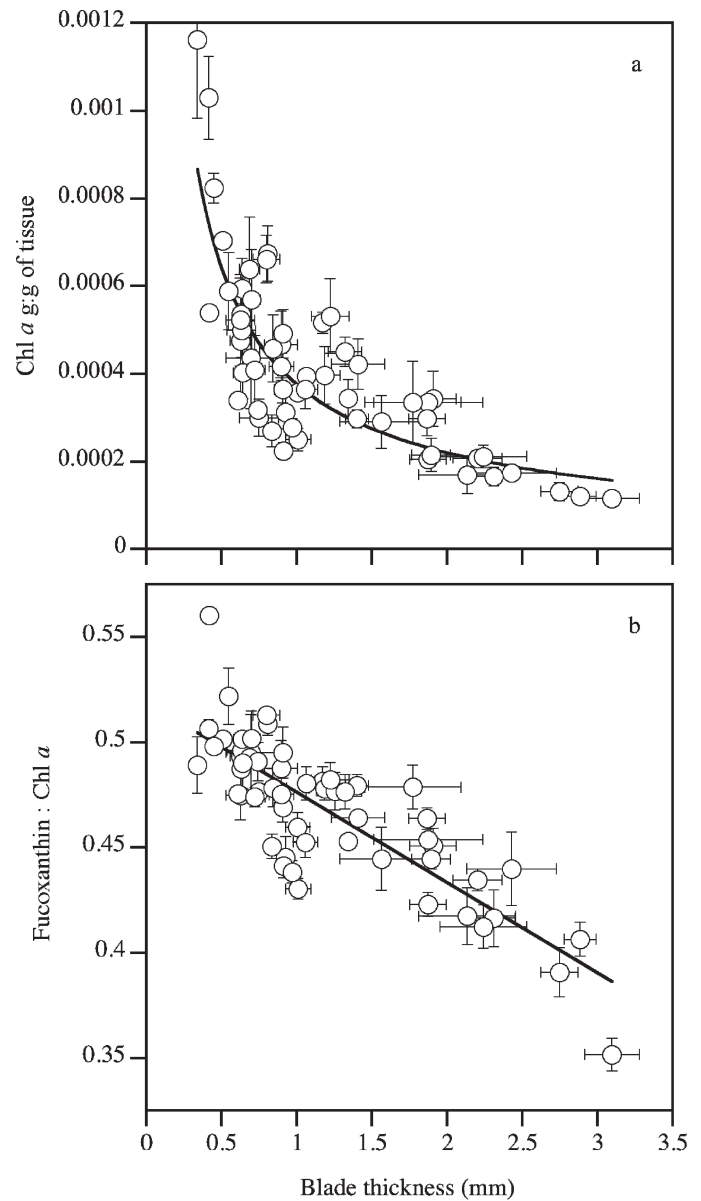 0.0012
a
0.001
0.0008
Chl a g:g of tissue
0.0006
0.0004
0.0002
0
b
0.55
0.5
Fucoxanthin : Chl a
0.45
0.4
0.35
0 0.5 1 1.5 2 2.5 3 3.5
Blade thickness (mm)